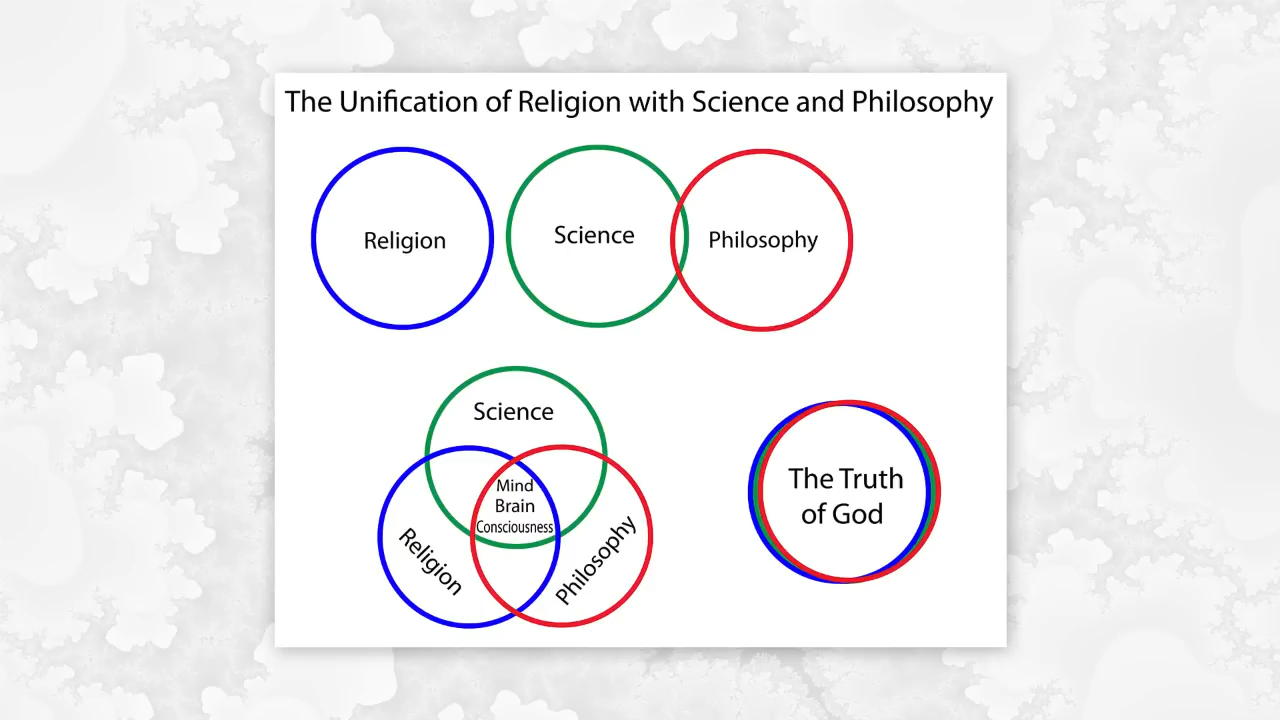 The Unification of Religion with Science and Philosophy
Religion
Science
Philosophy
Science
Mind
Brain
Consciousness
Religion
Philosophy
The Truth
of God